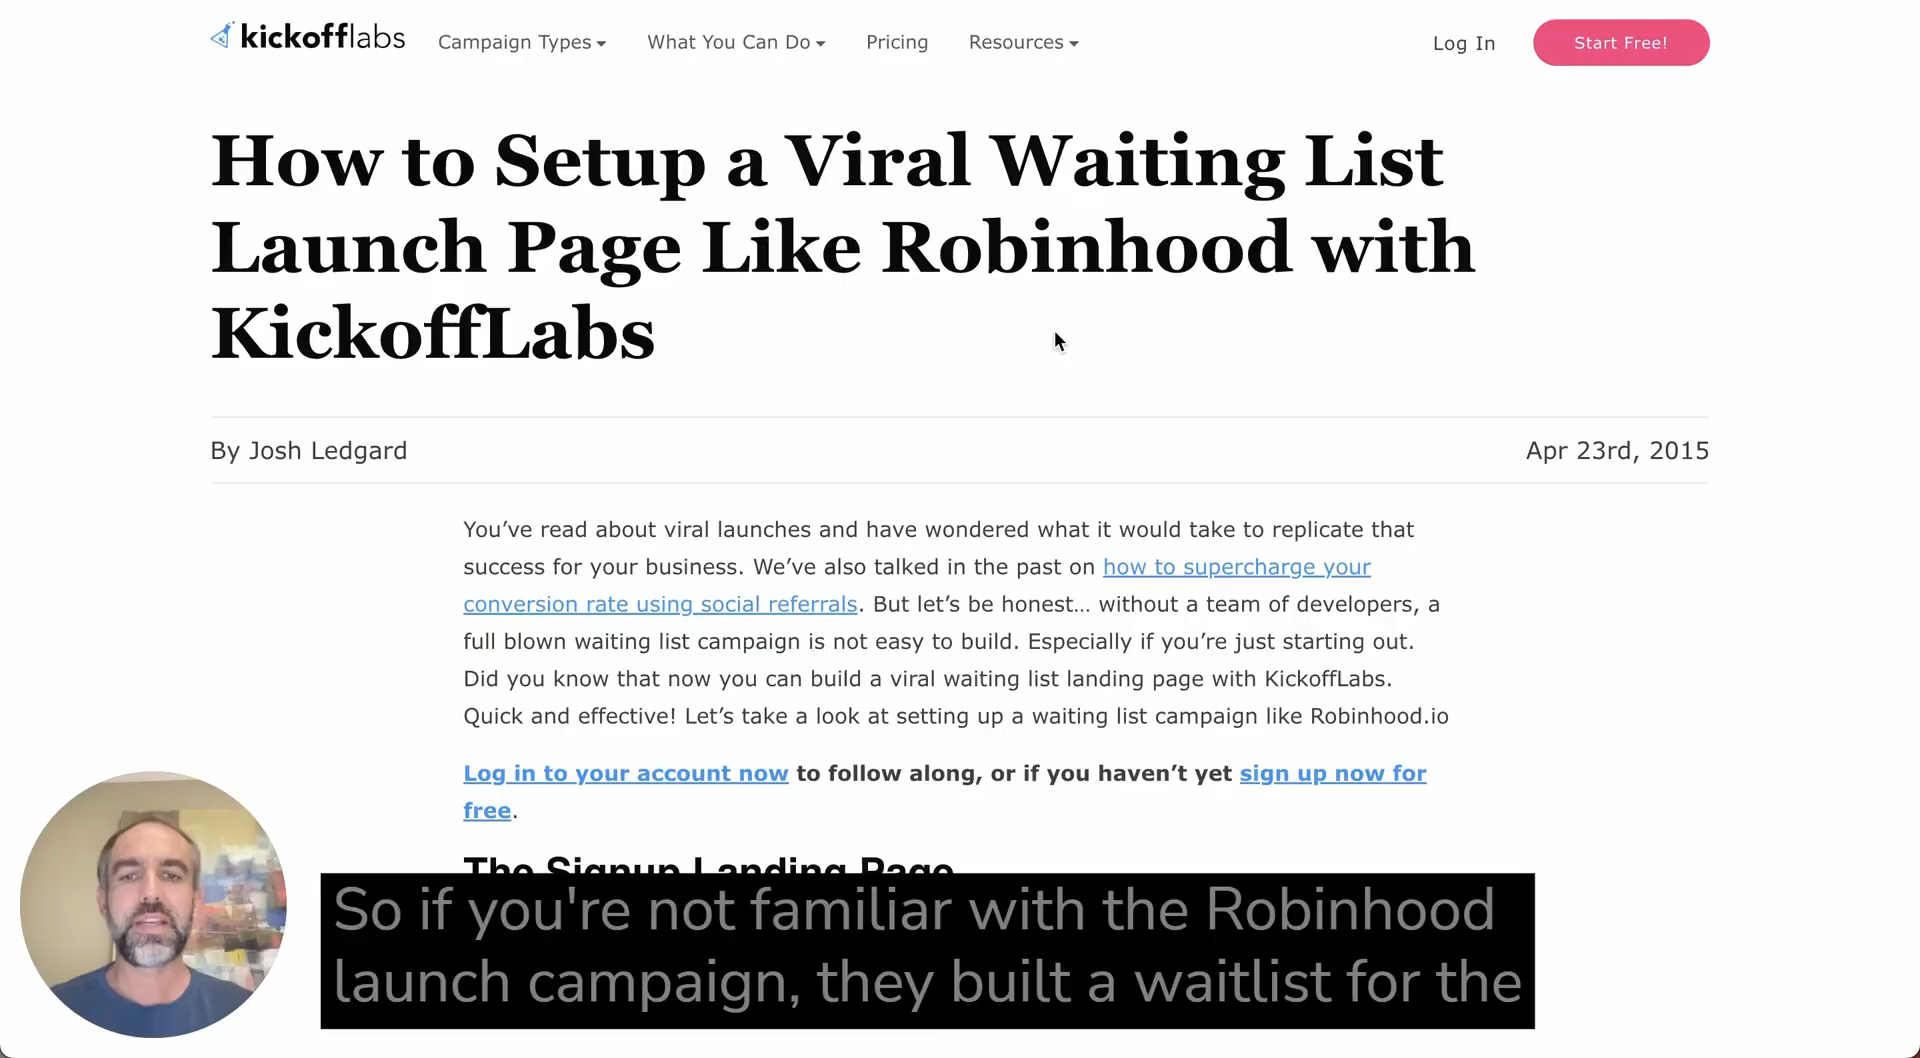 kickofflabs Campaign Types What You Can Do Pricing Resources Log In Start Free!
How to Setup a Viral Waiting List
Launch Page Like Robinhood with
KickoffLabs
By Josh Ledgard Apr 23rd, 2015
You’ve read about viral launches and have wondered what it would take to replicate that
success for your business. We’ve also talked in the past on how to supercharge your
conversion rate using social referrals. But let’s be honest… without a team of developers, a
full blown waiting list campaign is not easy to build. Especially if you’re just starting out.
Did you know that now you can build a viral waiting list landing page with KickoffLabs.
Quick and effective! Let’s take a look at setting up a waiting list campaign like Robinhood.io
Log in to your account now to follow along, or if you haven’t yet sign up now for
free.
The Signup Landing Page
So if you're not familiar with the Robinhood
launch campaign, they built a waitlist for the